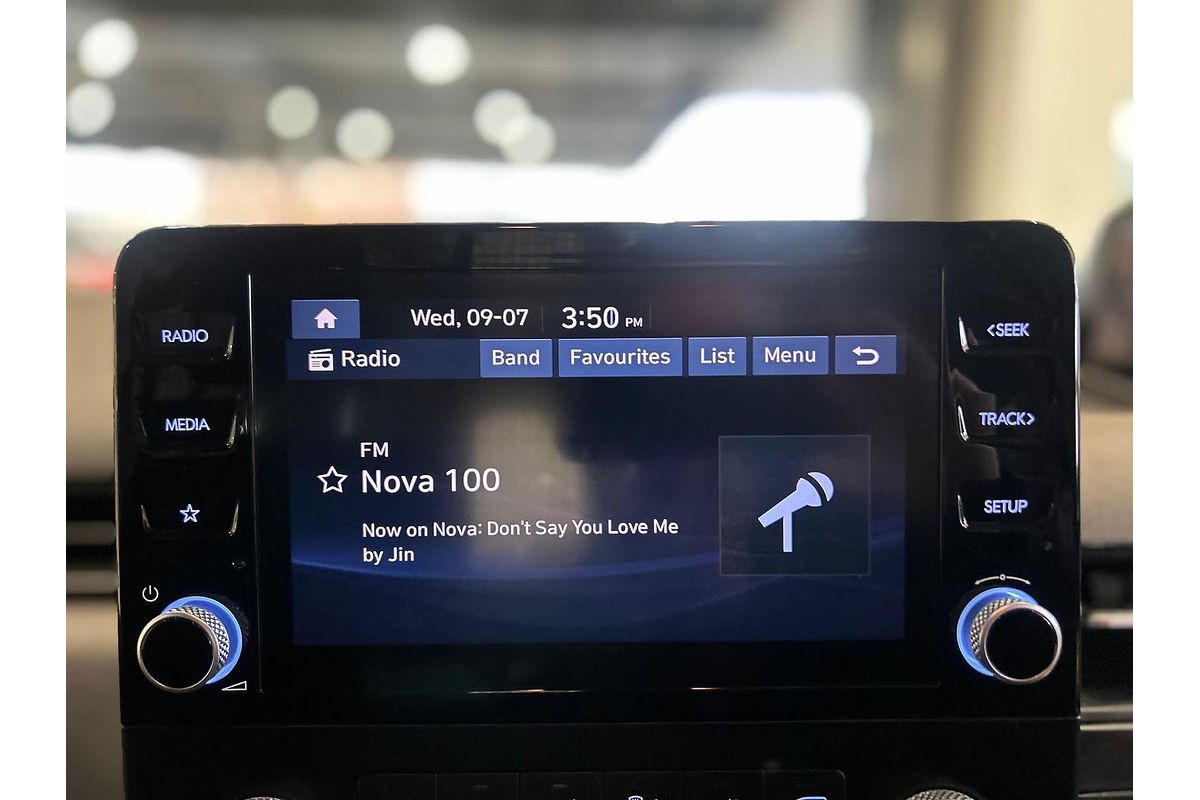 Wed, 09-07 3:50 PM
RADIO
<SEEK
Radio Band Favourites List Menu
MEDIA
TRACK>
FM
Nova 100
SETUP
Now on Nova: Don't Say You Love Me
by Jin